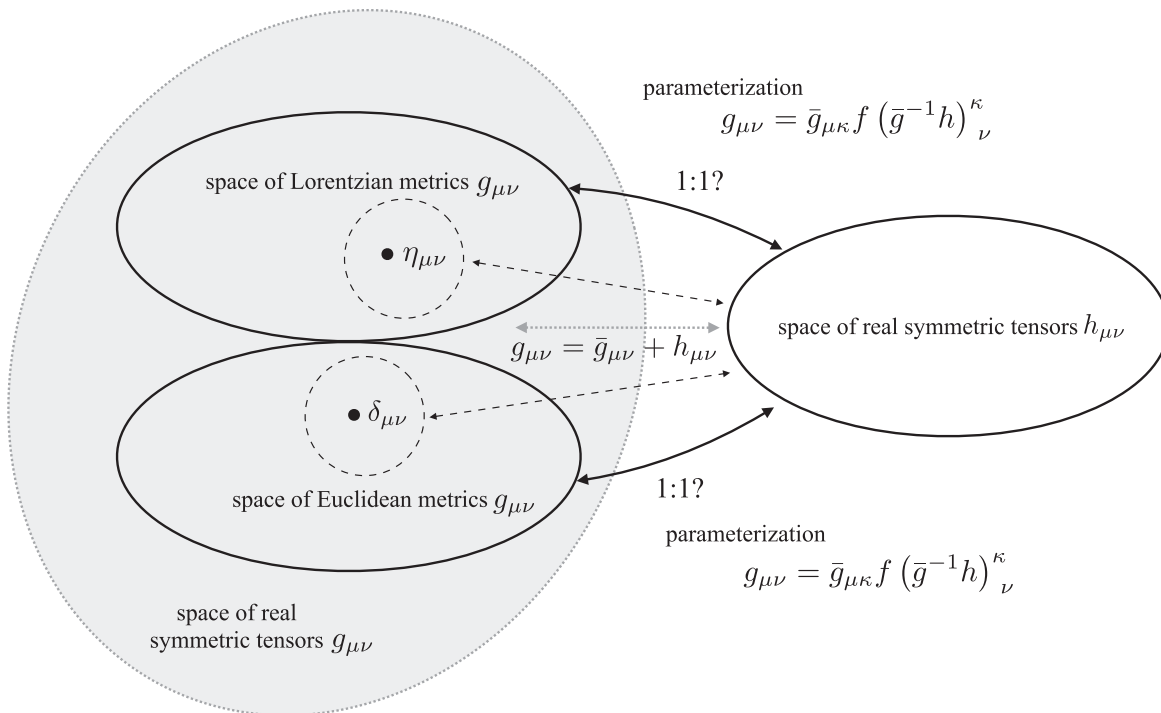 parameterization
g_{μν} = ḡ_{μκ} f (ḡ^{-1}h)^{κ}_{ν}
1:1?
space of Lorentzian metrics g_{μν}
η_{μν}
space of real symmetric tensors h_{μν}
g_{μν} = ḡ_{μν} + h_{μν}
δ_{μν}
space of Euclidean metrics g_{μν}
1:1?
parameterization
g_{μν} = ḡ_{μκ} f (ḡ^{-1}h)^{κ}_{ν}
space of real
symmetric tensors g_{μν}